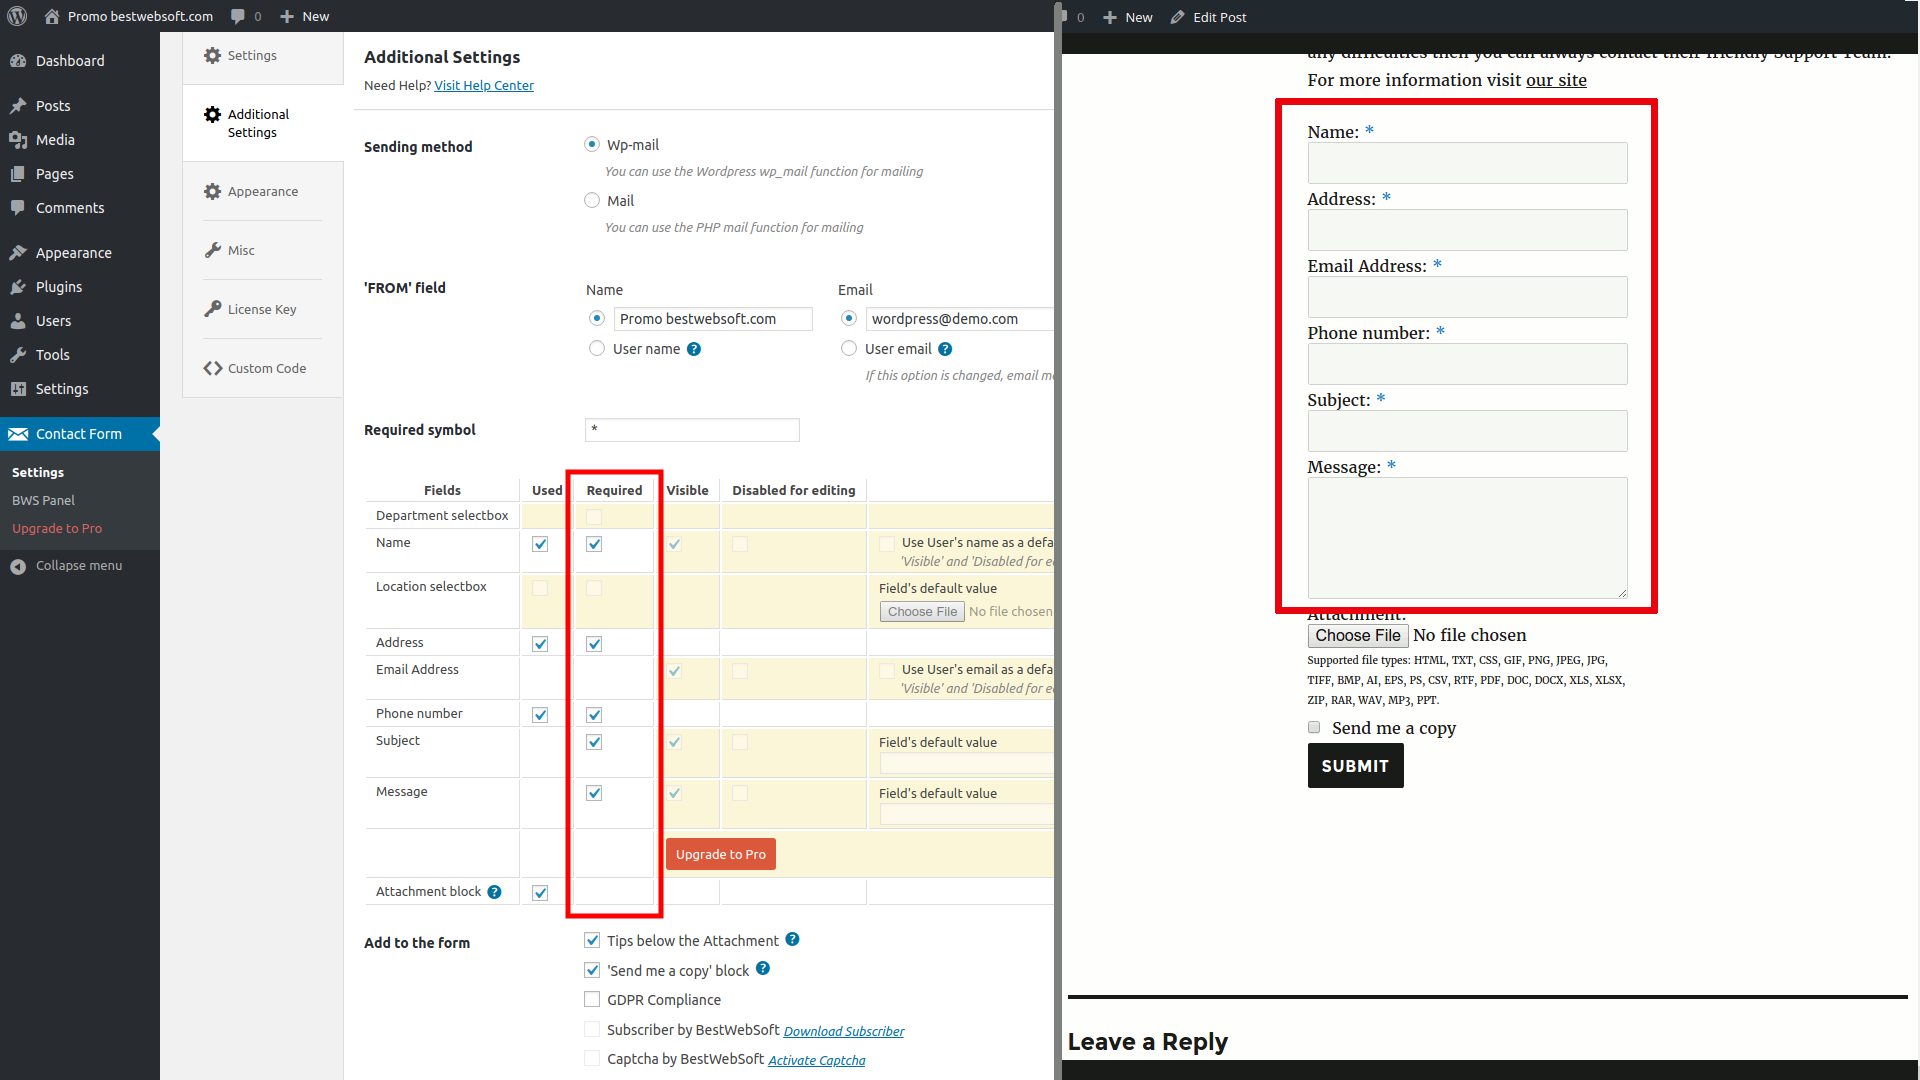 Promo bestwebsoft.com 0 New
Dashboard
Posts
Media
Pages
Comments
Appearance
Plugins
Users
Tools
Settings
Contact Form
Settings
BWS Panel
Upgrade to Pro
Collapse menu
Settings
Additional
Settings
Appearance
Misc
License Key
Custom Code
Additional Settings
Need Help? Visit Help Center
Sending method
Wp-mail
You can use the Wordpress wp_mail function for mailing
Mail
You can use the PHP mail function for mailing
'FROM' field
Name Email
Promo bestwebsoft.com wordpress@demo.com
User name ? User email ?
If this option is changed, email
Required symbol *
Fields Used Required Visible Disabled for editing
Department selectbox
Name Use User's name as a
'Visible' and 'Disabled for
Location selectbox Field's default value
Choose File No file chosen
Address
Email Address Use User's email as a
'Visible' and 'Disabled for
Phone number
Subject Field's default value
Message Field's default value
Upgrade to Pro
Attachment block ?
Add to the form
Tips below the Attachment ?
'Send me a copy' block ?
GDPR Compliance
Subscriber by BestWebSoft Download Subscriber
Captcha by BestWebSoft Activate Captcha
0 New Edit Post
any difficulties then you can always contact their friendly Support Team.
For more information visit our site
Name: *
Address: *
Email Address: *
Phone number: *
Subject: *
Message: *
Attachment:
Choose File No file chosen
Supported file types: HTML, TXT, CSS, GIF, PNG, JPEG, JPG,
TIFF, BMP, AI, EPS, PS, CSV, RTF, PDF, DOC, DOCX, XLS, XLSX,
ZIP, RAR, WAV, MP3, PPT.
Send me a copy
SUBMIT
Leave a Reply